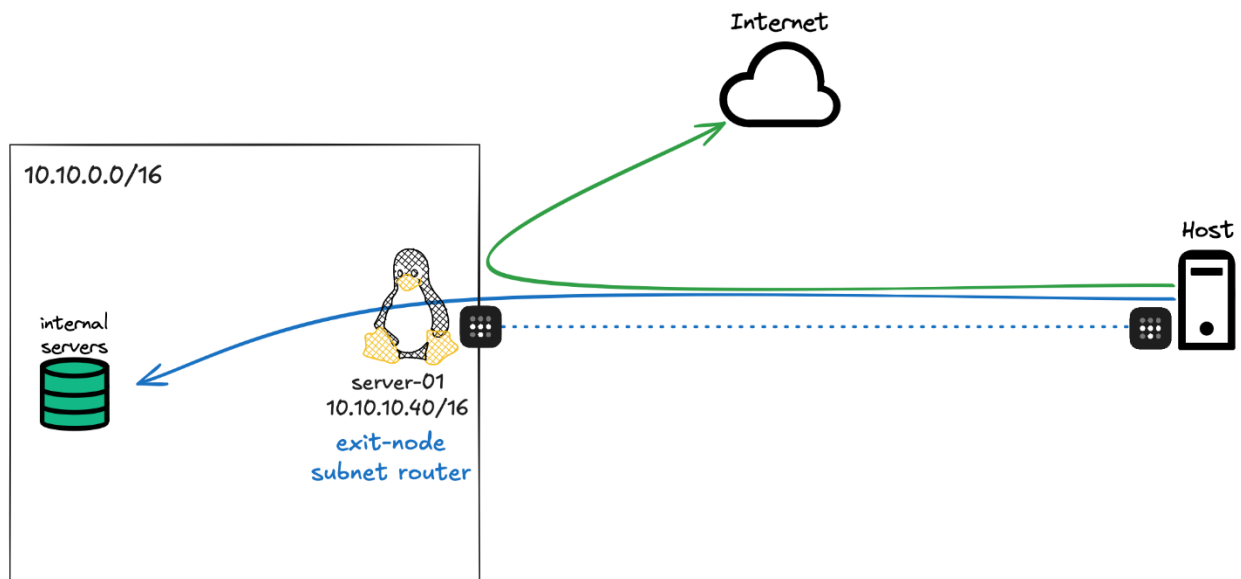 Internet
10.10.0.0/16
Host
internal
servers
server-01
10.10.10.40/16
exit-node
subnet router